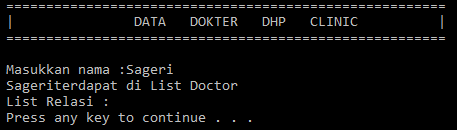 =====================================================
| DATA DOKTER DHP CLINIC |
=====================================================
Masukkan nama :Sageri
Sageriterdapat di List Doctor
List Relasi :
Press any key to continue . . .